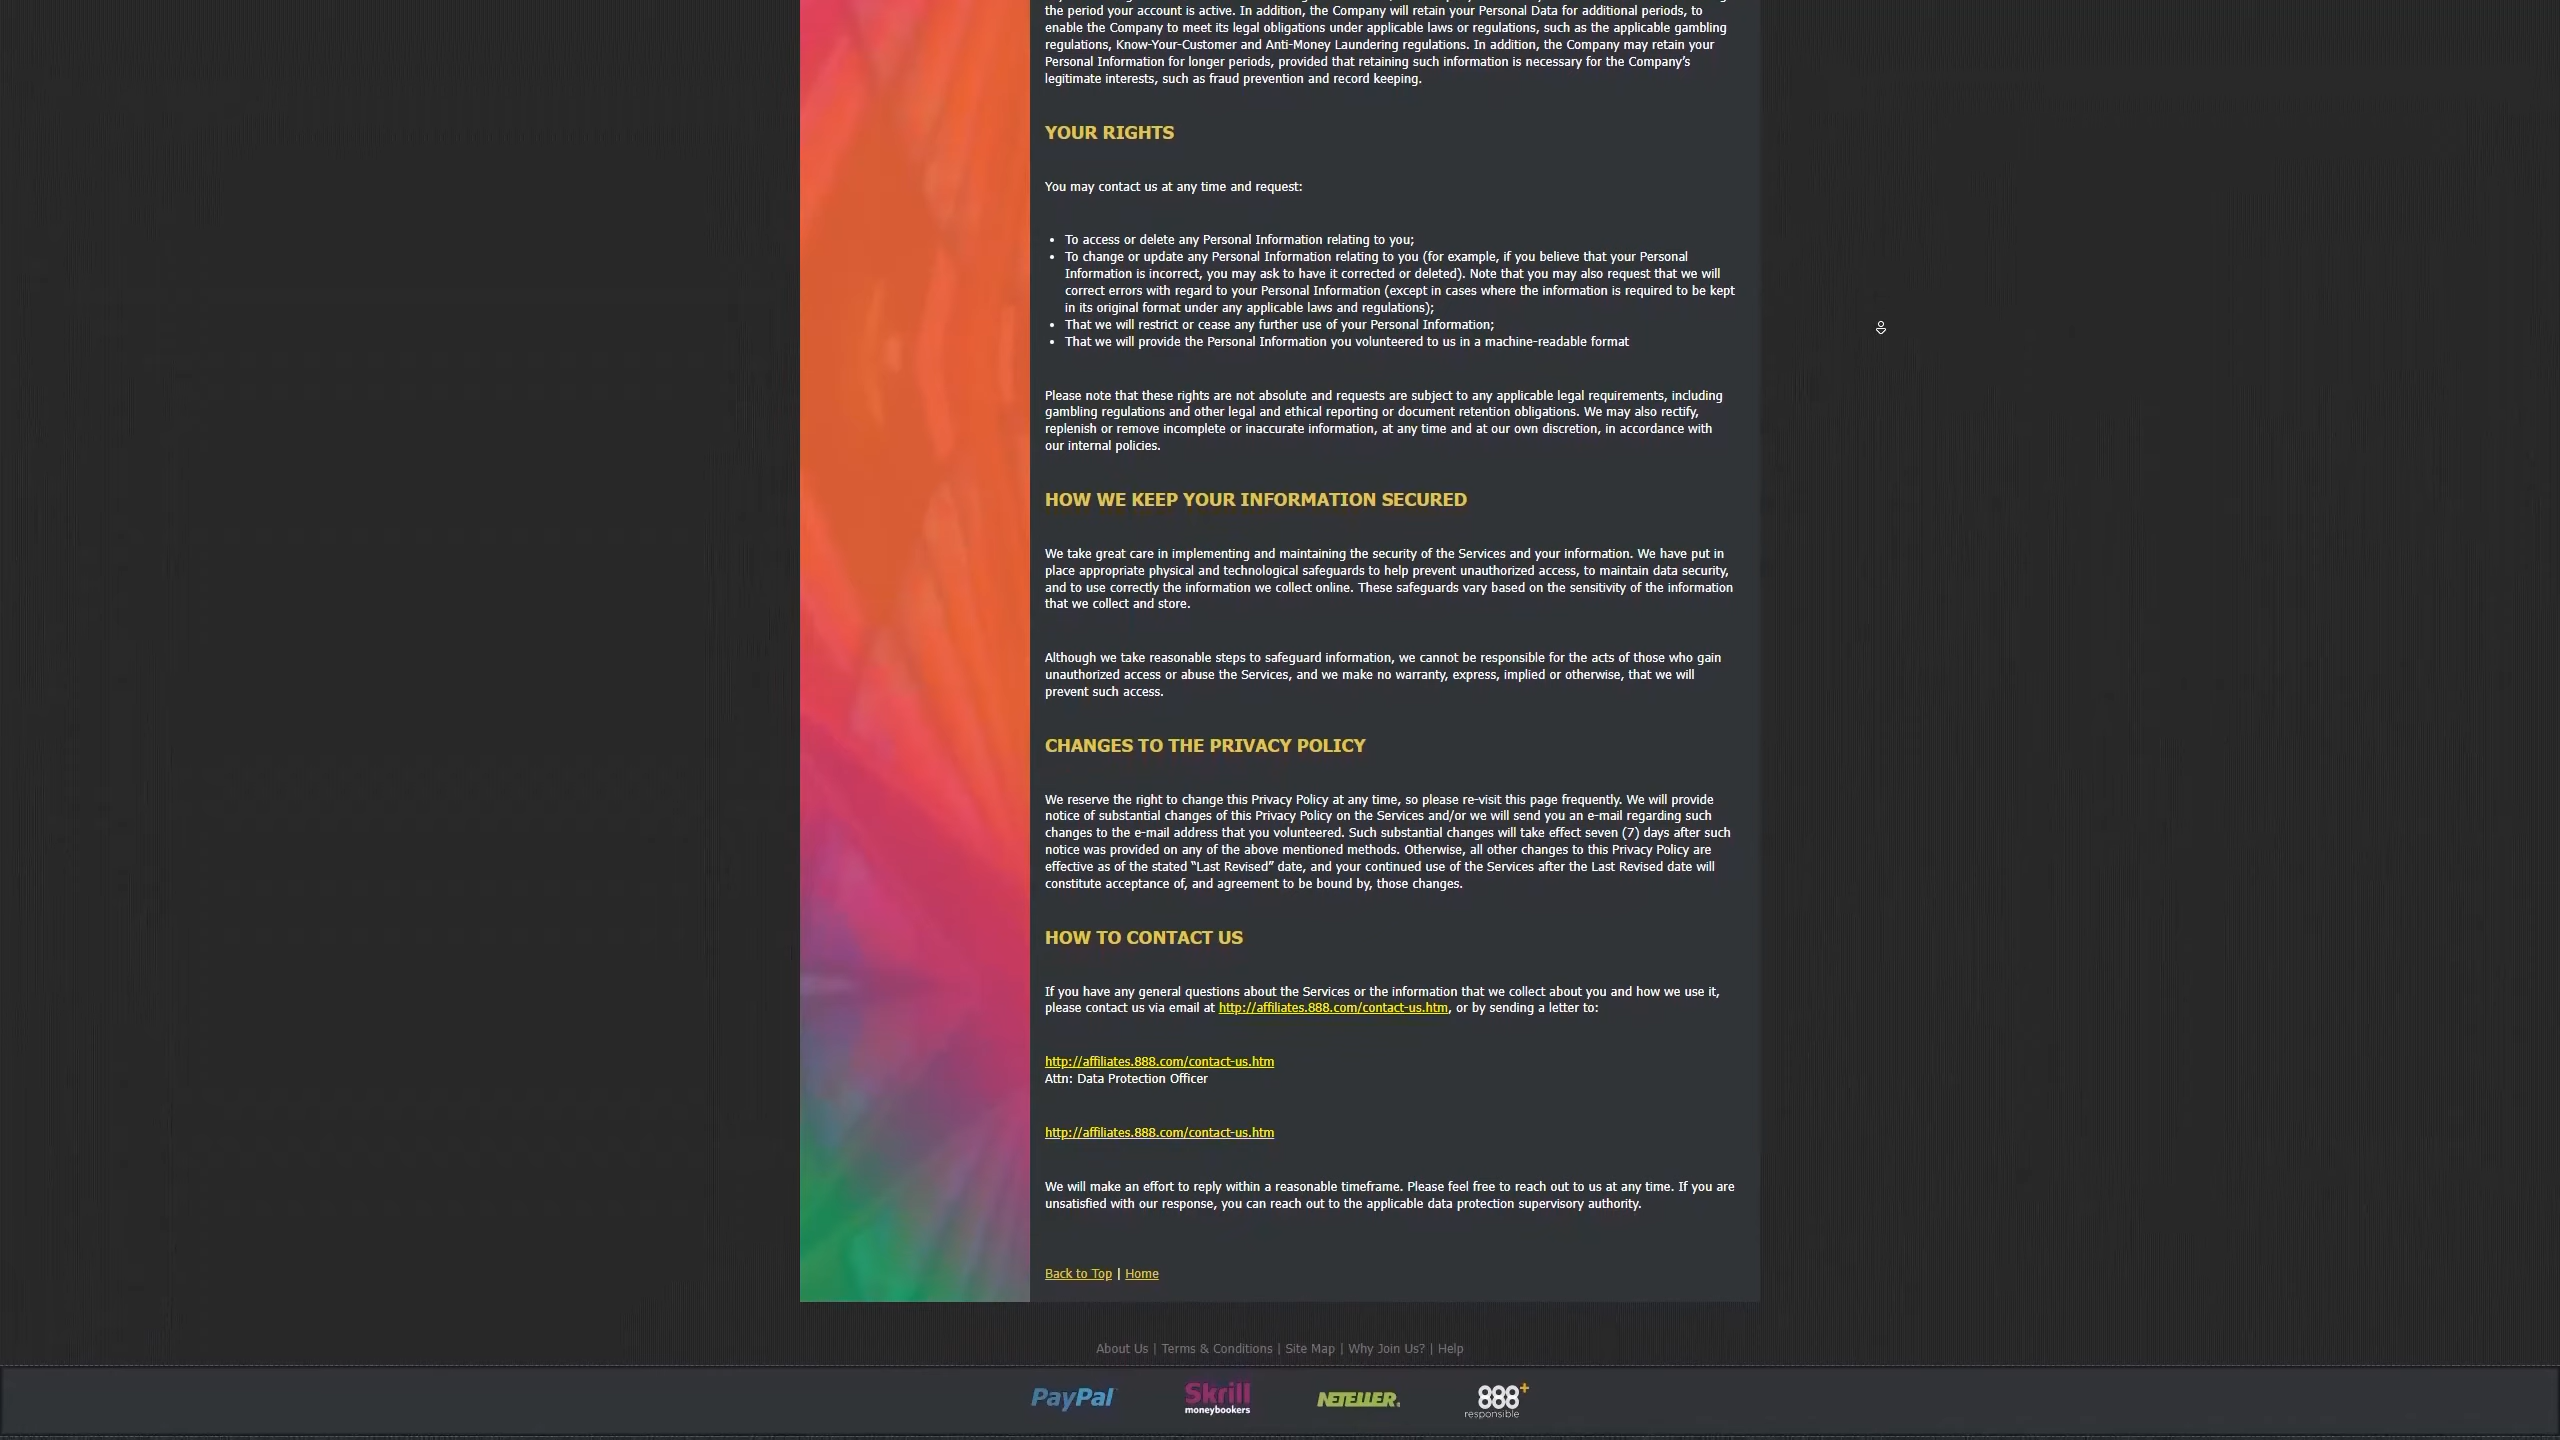 the period your account is active. In addition, the Company will retain your Personal Data for additional periods, to
enable the Company to meet its legal obligations under applicable laws or regulations, such as the applicable gambling
regulations, Know-Your-Customer and Anti-Money Laundering regulations. In addition, the Company may retain your
Personal Information for longer periods, provided that retaining such information is necessary for the Company’s
legitimate interests, such as fraud prevention and record keeping.
YOUR RIGHTS
You may contact us at any time and request:
• To access or delete any Personal Information relating to you;
• To change or update any Personal Information relating to you (for example, if you believe that your Personal
Information is incorrect, you may ask to have it corrected or deleted). Note that you may also request that we will
correct errors with regard to your Personal Information (except in cases where the information is required to be kept
in its original format under any applicable laws and regulations);
• That we will restrict or cease any further use of your Personal Information;
• That we will provide the Personal Information you volunteered to us in a machine-readable format
Please note that these rights are not absolute and requests are subject to any applicable legal requirements, including
gambling regulations and other legal and ethical reporting or document retention obligations. We may also rectify,
replenish or remove incomplete or inaccurate information, at any time and at our own discretion, in accordance with
our internal policies.
HOW WE KEEP YOUR INFORMATION SECURED
We take great care in implementing and maintaining the security of the Services and your information. We have put in
place appropriate physical and technological safeguards to help prevent unauthorized access, to maintain data security,
and to use correctly the information we collect online. These safeguards vary based on the sensitivity of the information
that we collect and store.
Although we take reasonable steps to safeguard information, we cannot be responsible for the acts of those who gain
unauthorized access or abuse the Services, and we make no warranty, express, implied or otherwise, that we will
prevent such access.
CHANGES TO THE PRIVACY POLICY
We reserve the right to change this Privacy Policy at any time, so please re-visit this page frequently. We will provide
notice of substantial changes of this Privacy Policy on the Services and/or we will send you an e-mail regarding such
changes to the e-mail address that you volunteered. Such substantial changes will take effect seven (7) days after such
notice was provided on any of the above mentioned methods. Otherwise, all other changes to this Privacy Policy are
effective as of the stated “Last Revised” date, and your continued use of the Services after the Last Revised date will
constitute acceptance of, and agreement to be bound by, those changes.
HOW TO CONTACT US
If you have any general questions about the Services or the information that we collect about you and how we use it,
please contact us via email at http://affiliates.888.com/contact-us.htm, or by sending a letter to:
http://affiliates.888.com/contact-us.htm
Attn: Data Protection Officer
http://affiliates.888.com/contact-us.htm
We will make an effort to reply within a reasonable timeframe. Please feel free to reach out to us at any time. If you are
unsatisfied with our response, you can reach out to the applicable data protection supervisory authority.
Back to Top | Home
About Us | Terms & Conditions | Site Map | Why Join Us? | Help
PayPal Skrill moneybookers NETELLER 888+ responsible